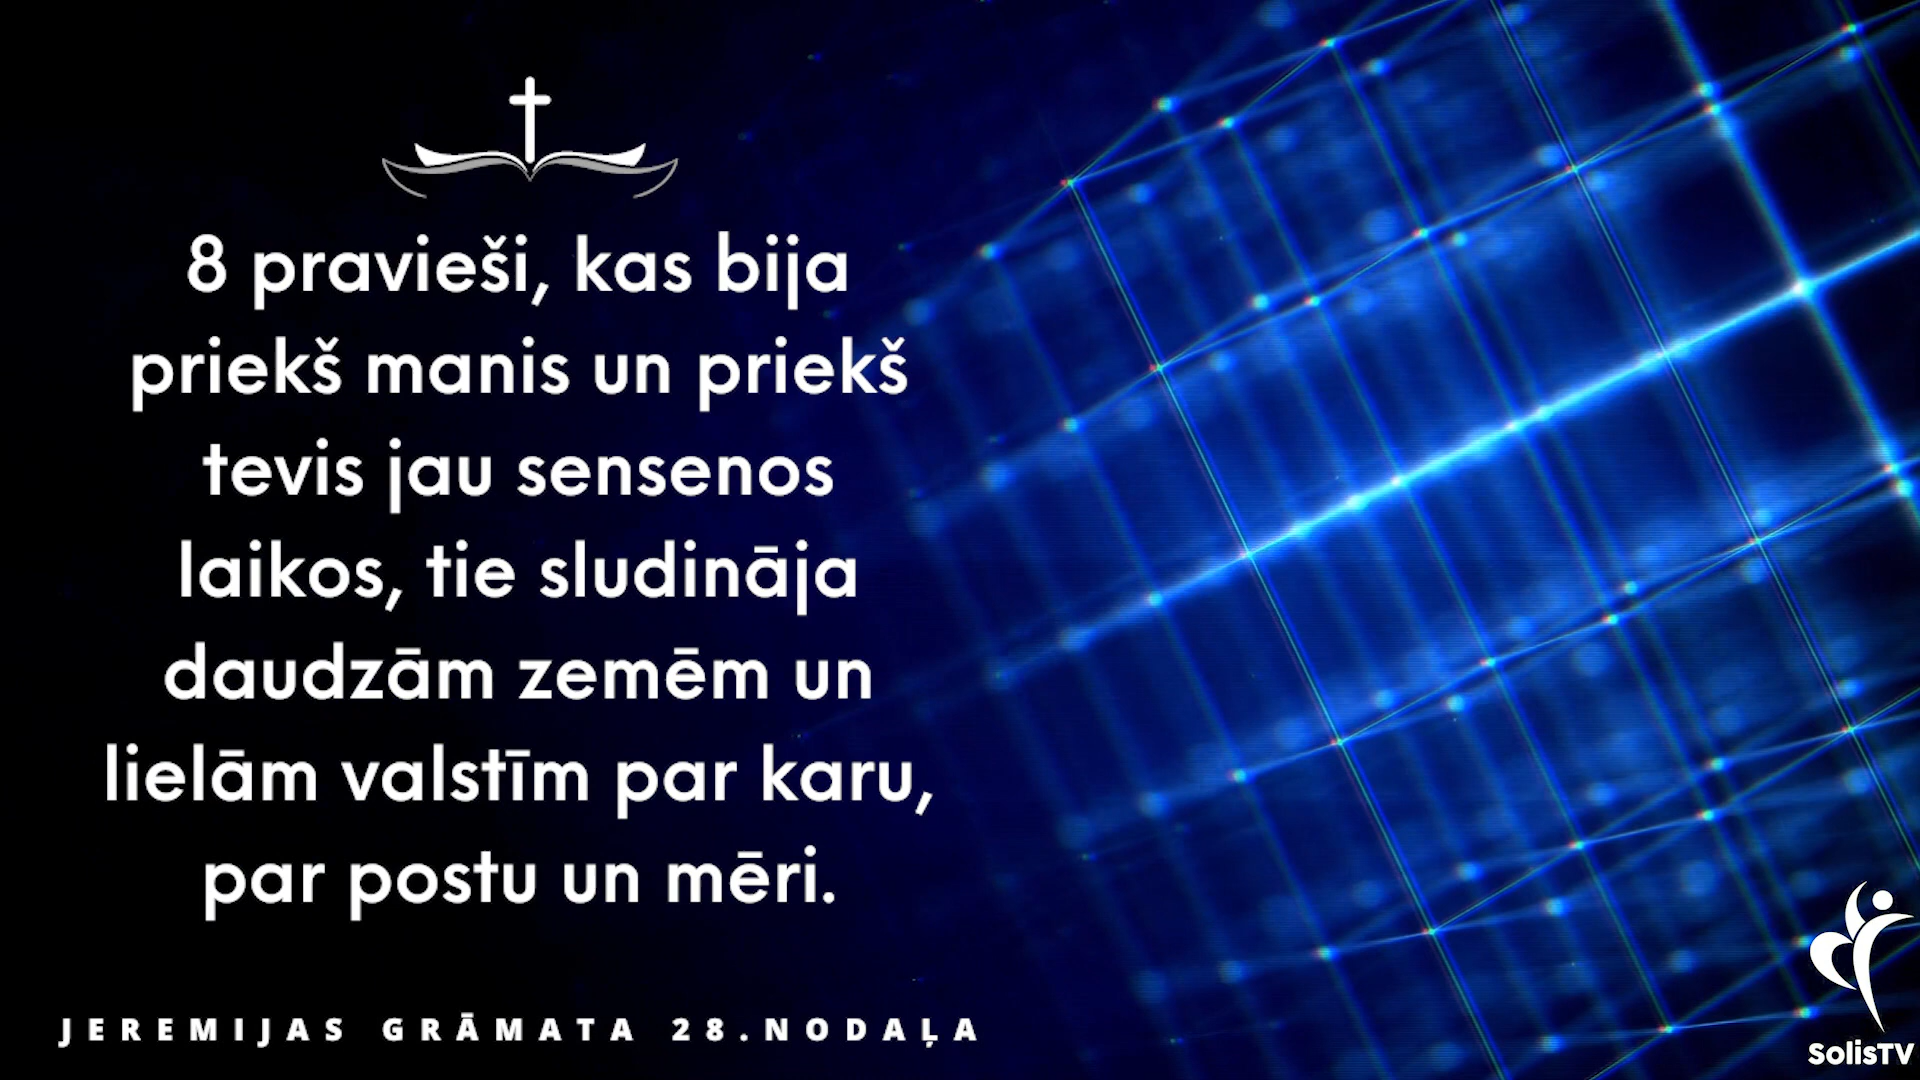 8 pravieši, kas bija
priekš manis un priekš
tevis jau sensenos
laikos, tie sludināja
daudzām zemēm un
lielām valstīm par karu,
par postu un mēri.
JEREMIJAS GRĀMATA 28.NODAĻA
SolisTV